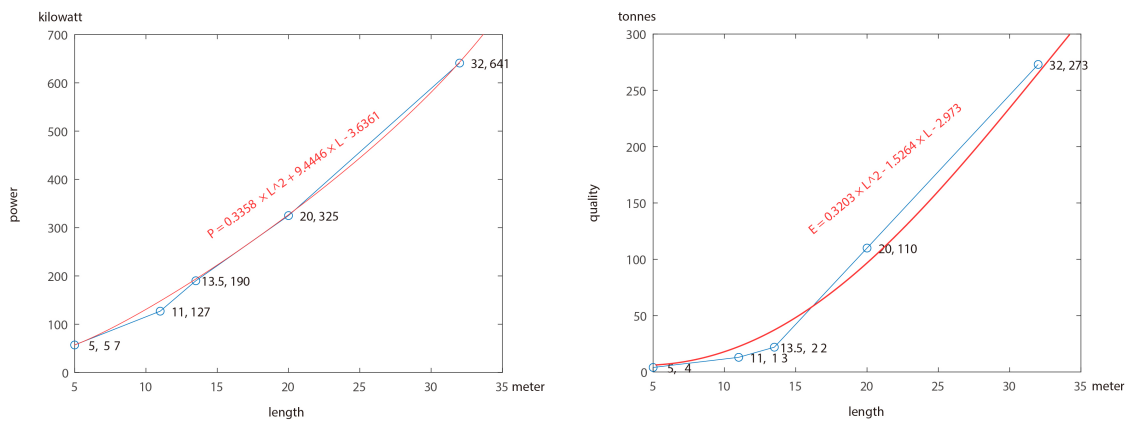 kilowatt
700
600
500
400
300
200
100
0
power
P = 0.3358 × L^2 + 9.4446 × L - 3.6361
32, 641
20, 325
13.5, 190
11, 127
5, 5 7
5
10
15
20
25
30
35 meter
length
tonnes
300
250
200
150
100
50
0
quality
E = 0.3203 × L^2 - 1.5264 × L - 2.973
32, 273
20, 110
13.5, 2 2
11, 1 3
5, 4
5
10
15
20
25
30
35 meter
length